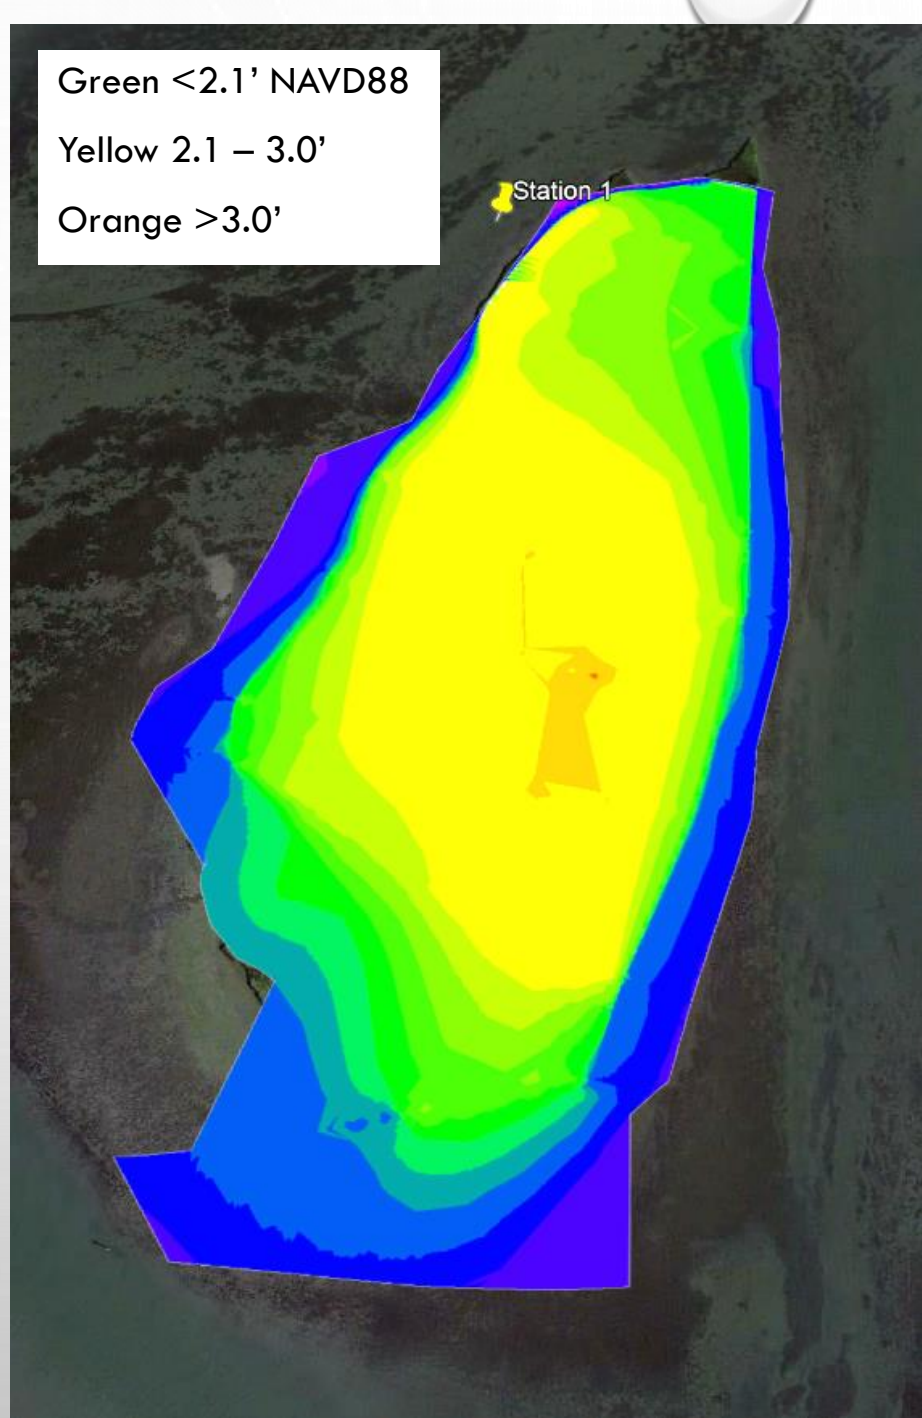 Green <2.1’ NAVD88
Yellow 2.1 – 3.0’
Orange >3.0’
Station 1